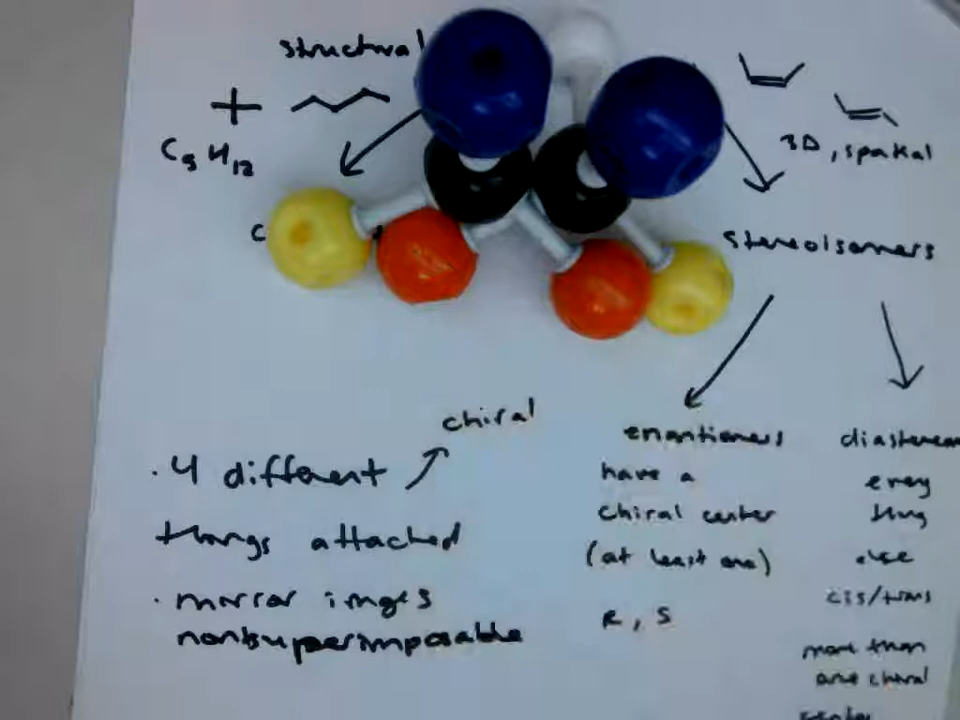 structural
C5H12
3D, spatial
c
stereoisomers
chiral
• 4 different
things attached
• mirror images
nonsuperimposable
enantiomers
have a
chiral center
(at least one)
R, S
every
thing
else
cis/trans
more than
one chiral